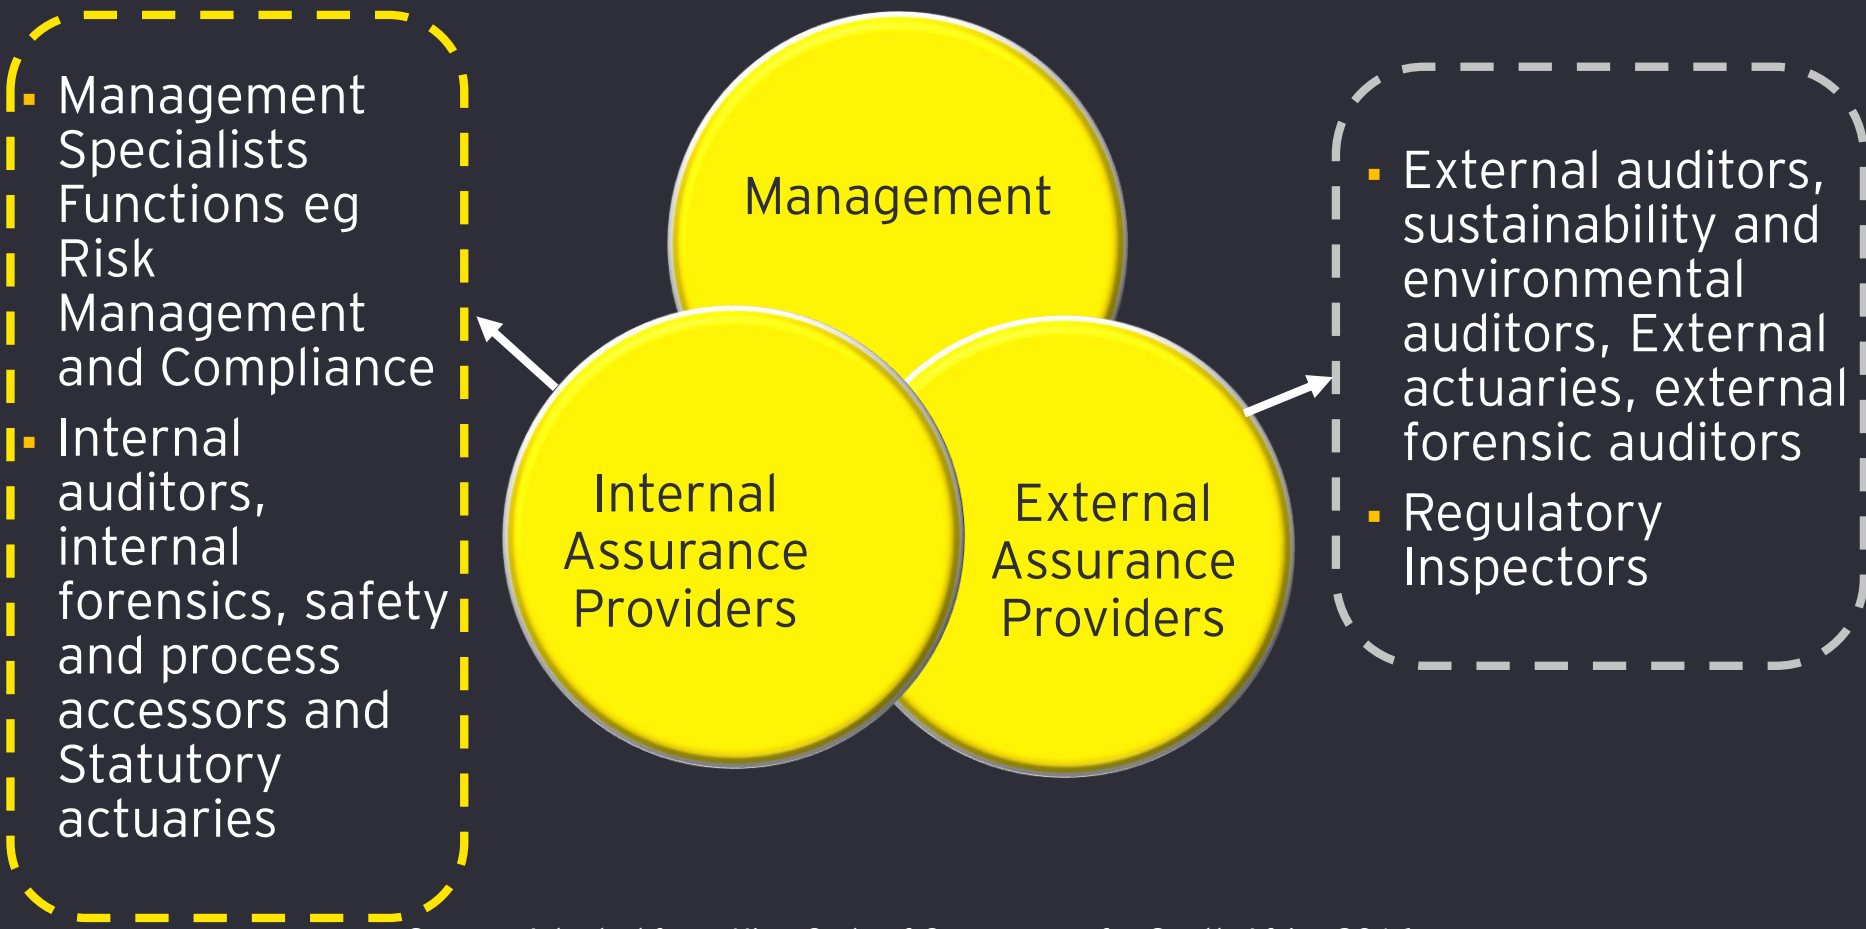 ▪ Management
Specialists
Functions eg
Risk
Management
and Compliance
▪ Internal
auditors,
internal
forensics, safety
and process
accessors and
Statutory
actuaries
Management
Internal
Assurance
Providers
External
Assurance
Providers
▪ External auditors,
sustainability and
environmental
auditors, External
actuaries, external
forensic auditors
▪ Regulatory
Inspectors